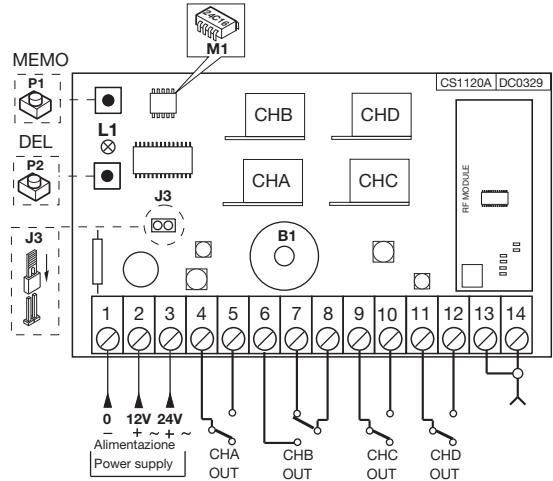 24C16
M1
MEMO
P1
CS1120A DC0329
L1
CHB CHD
DEL
P2
CHA CHC
RF MODULE
J3
J3
B1
1 2 3 4 5 6 7 8 9 10 11 12 13 14
0 12V 24V
− + ~ + ~
Alimentazione
Power supply
CHA CHB CHC CHD
OUT OUT OUT OUT